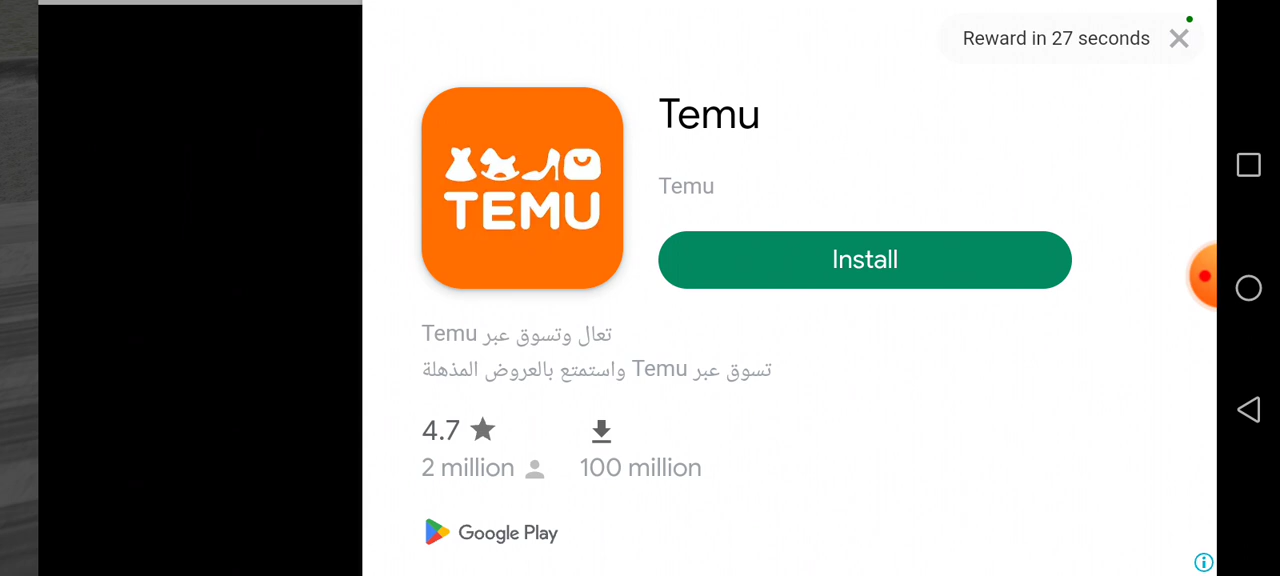 Reward in 27 seconds
TEMU
Temu
Temu
Install
تعال وتسوق عبر Temu
تسوق عبر Temu واستمتع بالعروض المذهلة
4.7
2 million
100 million
Google Play